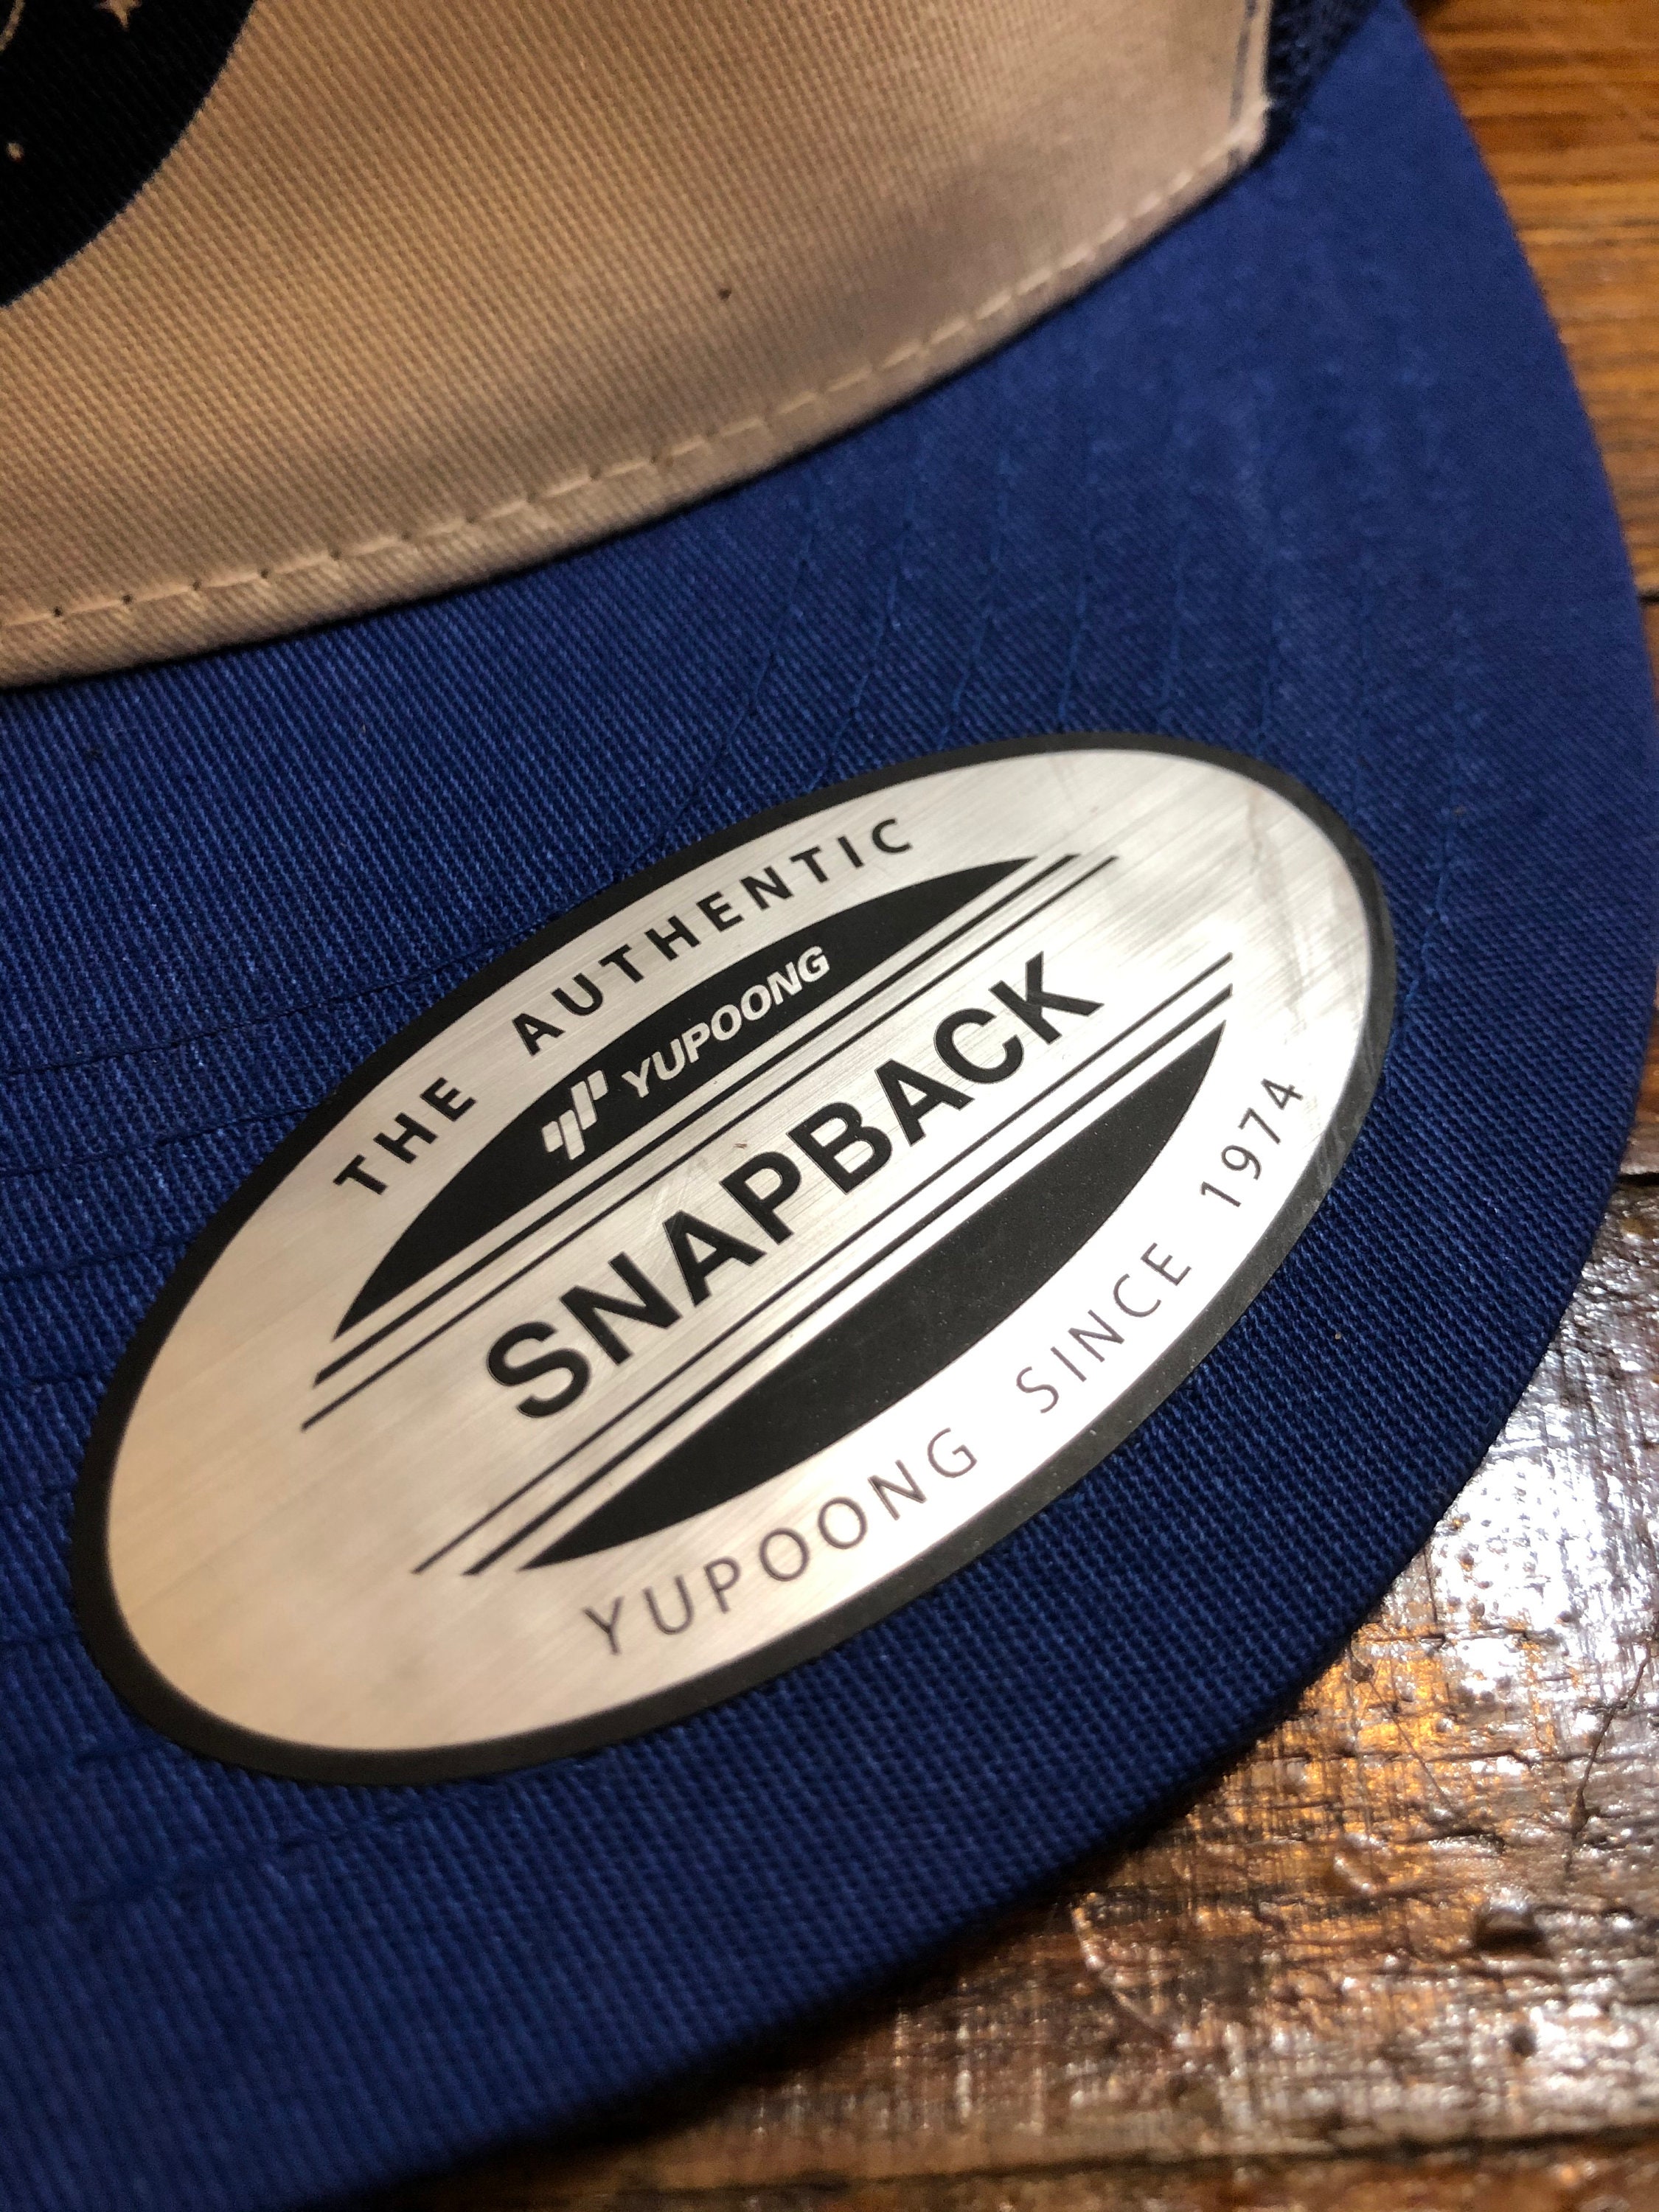 THE AUTHENTIC
YUPOONG
SNAPBACK
YUPOONG SINCE 1974